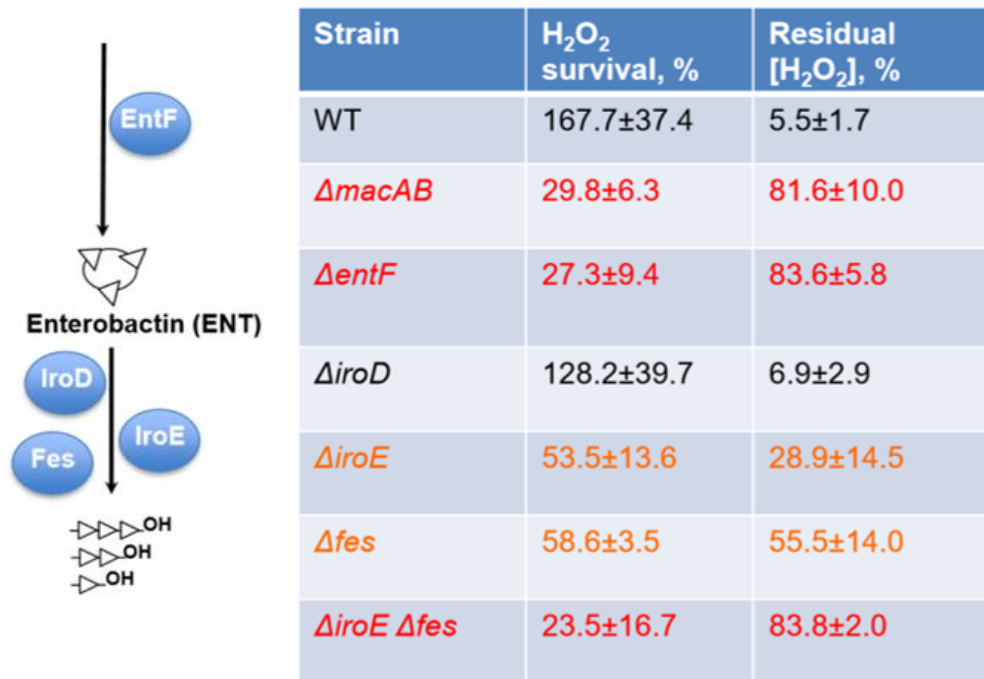 EntF
Enterobactin (ENT)
IroD
IroE
Fes
OH
OH
OH
Strain H₂O₂ survival, % Residual [H₂O₂], %
WT 167.7±37.4 5.5±1.7
ΔmacAB 29.8±6.3 81.6±10.0
ΔentF 27.3±9.4 83.6±5.8
ΔiroD 128.2±39.7 6.9±2.9
ΔiroE 53.5±13.6 28.9±14.5
Δfes 58.6±3.5 55.5±14.0
ΔiroE Δfes 23.5±16.7 83.8±2.0